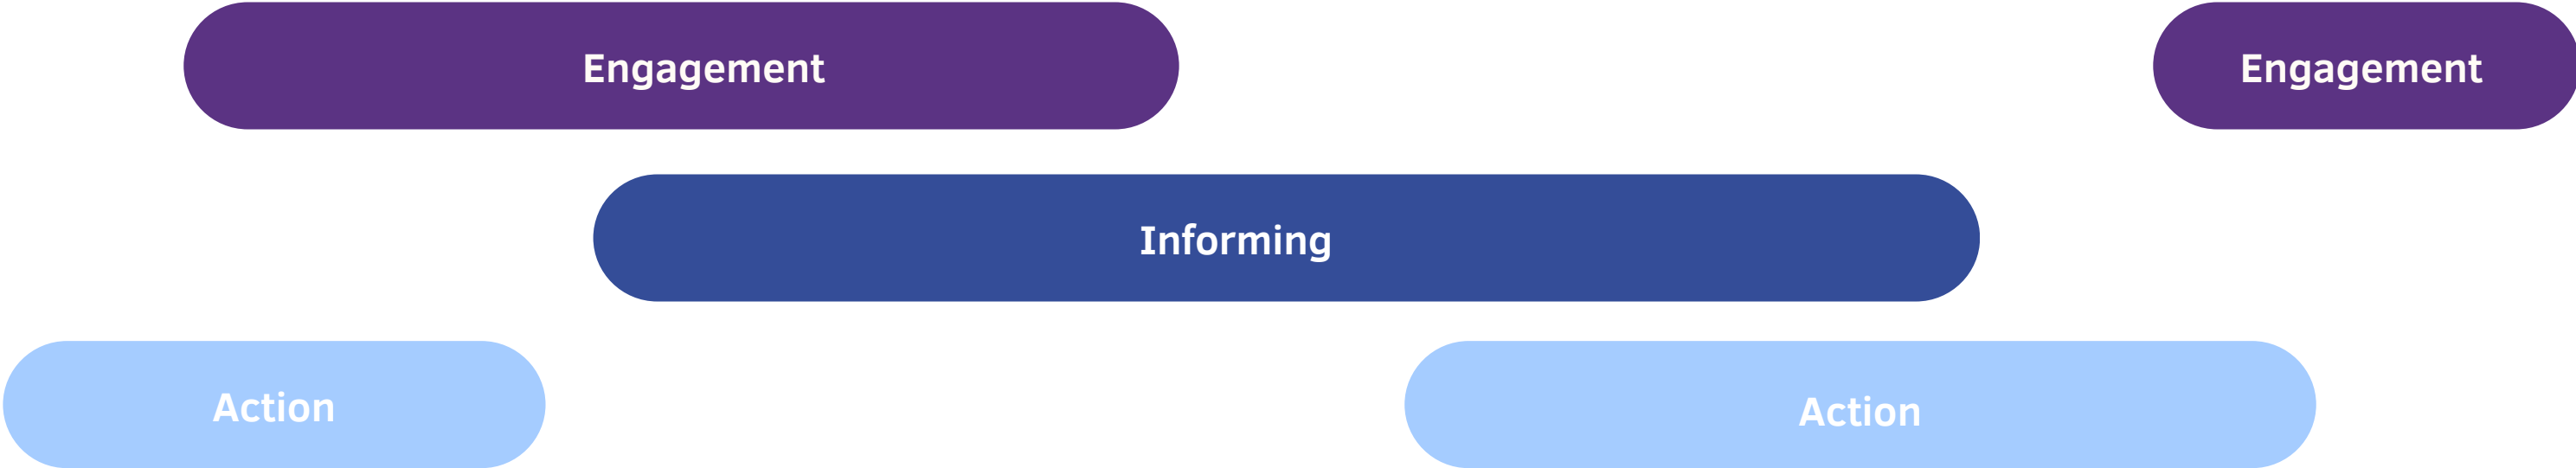 Engagement
Engagement
Informing
Action
Action